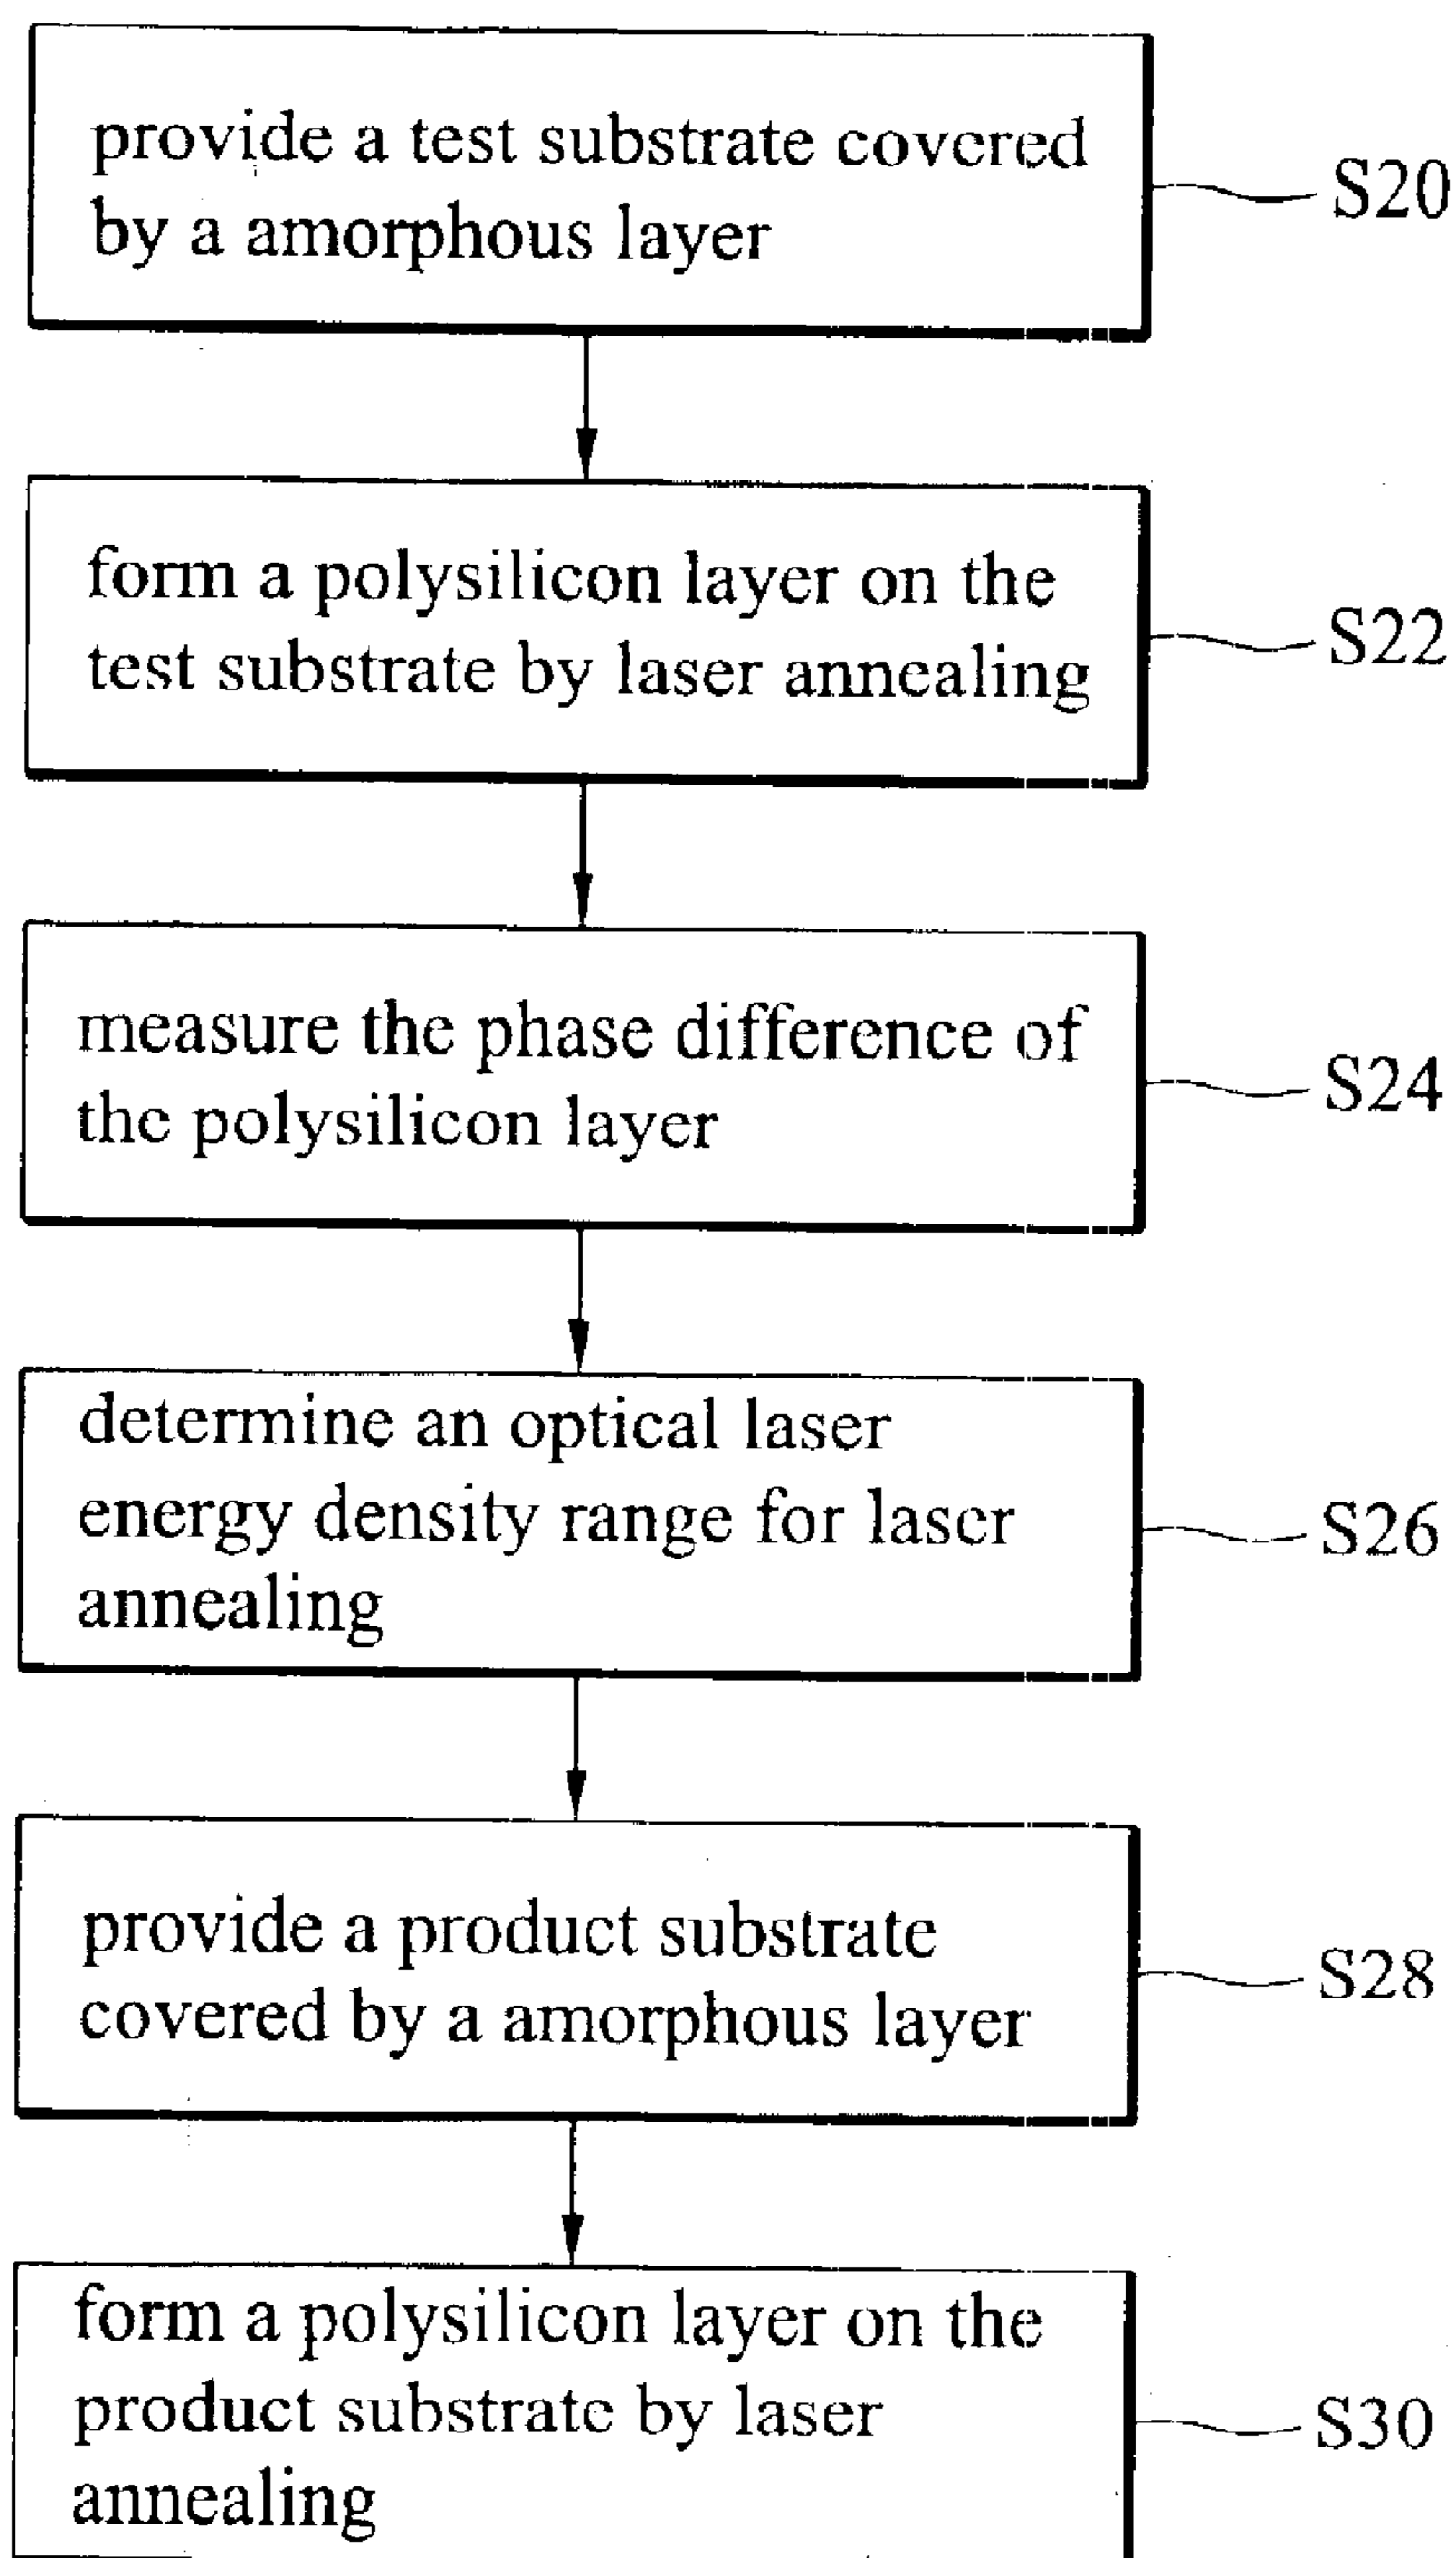 provide a test substrate covered
by a amorphous layer
S20
form a polysilicon layer on the
test substrate by laser annealing
S22
measure the phase difference of
the polysilicon layer
S24
determine an optical laser
energy density range for laser
annealing
S26
provide a product substrate
covered by a amorphous layer
S28
form a polysilicon layer on the
product substrate by laser
annealing
S30